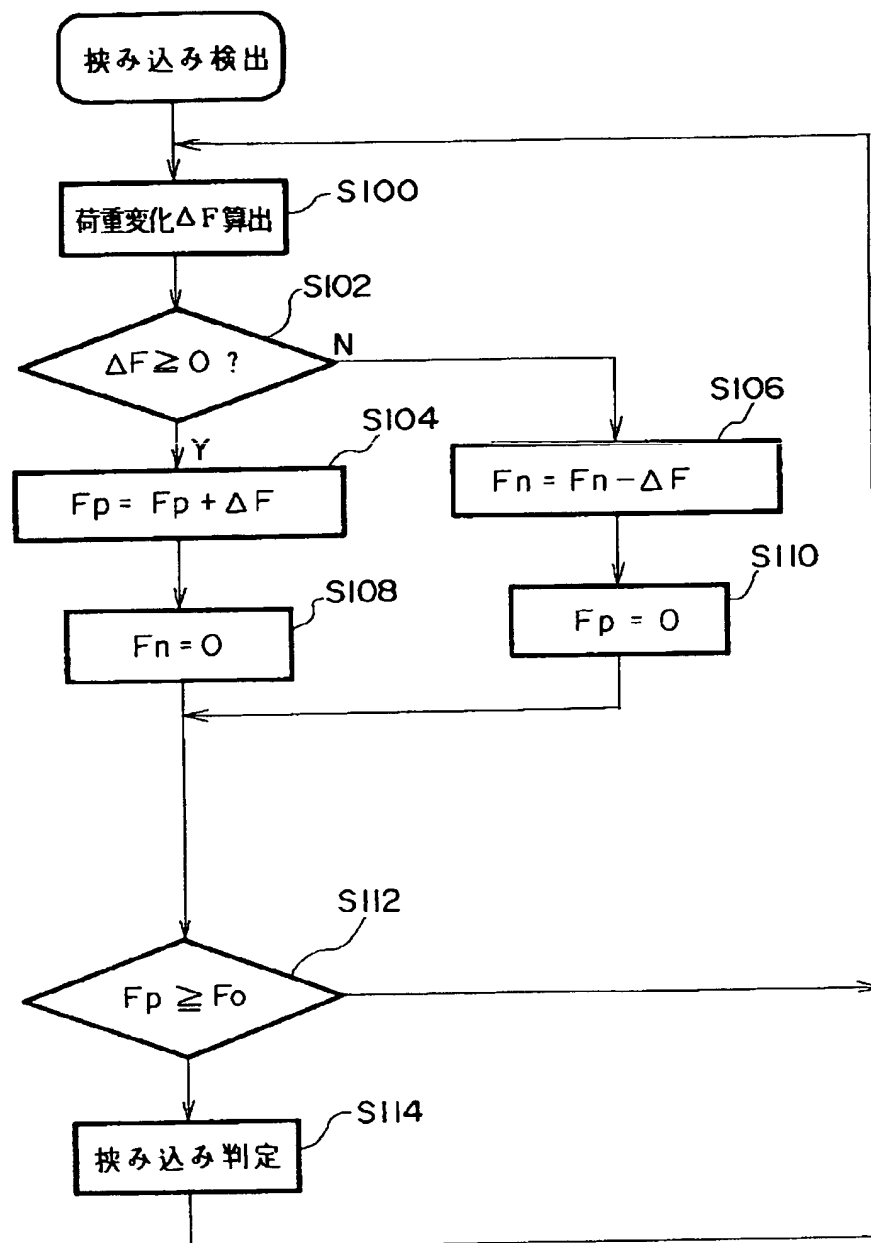 挟み込み検出
S100
荷重変化ΔF算出
S102
ΔF≧0 ?
N
Y
S104
Fp = Fp + ΔF
S106
Fn = Fn − ΔF
S108
Fn = 0
S110
Fp = 0
S112
Fp ≧ Fo
S114
挟み込み判定